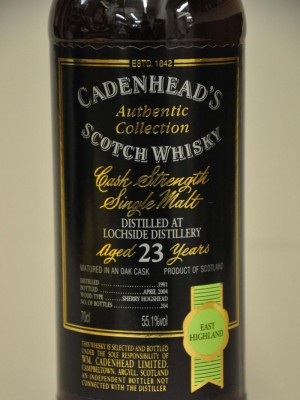 ESTD. 1842
CADENHEAD'S
Authentic
Collection
SCOTCH WHISKY
Cask Strength
Single Malt
DISTILLED AT
LOCHSIDE DISTILLERY
Aged 23 Years
MATURED IN AN OAK CASK PRODUCT OF SCOTLAND
DISTILLED 1981
BOTTLED APRIL 2004
WOOD TYPE SHERRY HOGSHEAD
NO. OF BOTTLES 264
70cl 55.1%vol
EAST
HIGHLAND
THIS WHISKY IS SELECTED AND BOTTLED
UNDER THE SOLE RESPONSIBILITY OF
WM. CADENHEAD LIMITED.
CAMPBELTOWN, ARGYLL, SCOTLAND
AN INDEPENDENT BOTTLER NOT
CONNECTED WITH THE DISTILLER